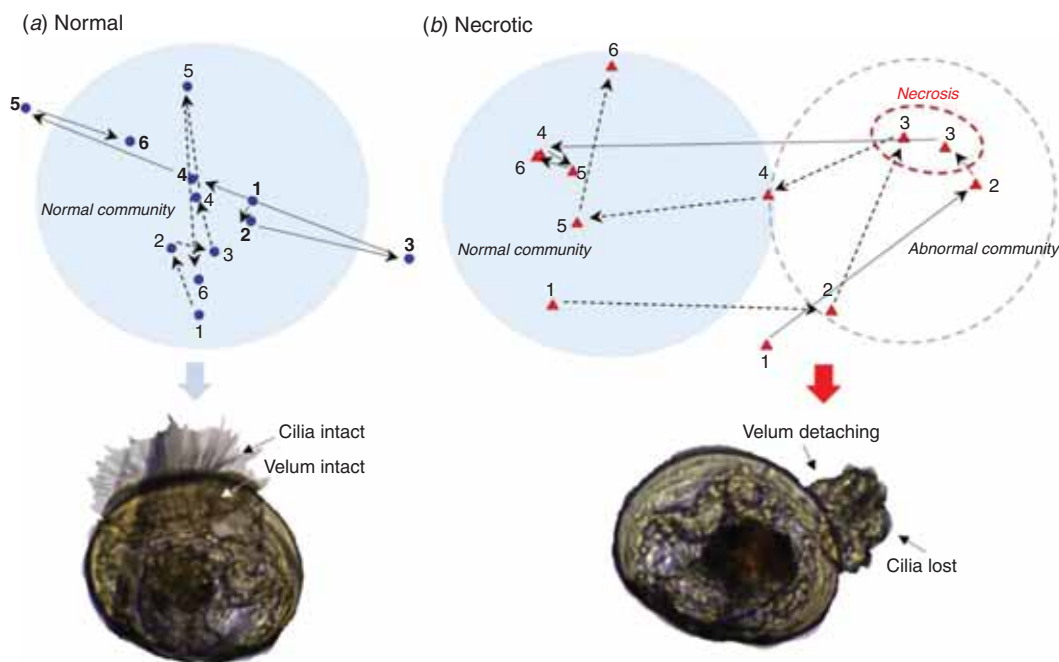 (a) Normal
5
5
6
4
1
4
Normal community
2
2
3
3
6
1
Cilia intact
Velum intact
(b) Necrotic
6
Necrosis
3
3
4
6
5
4
2
5
Normal community
Abnormal community
1
2
1
Velum detaching
Cilia lost